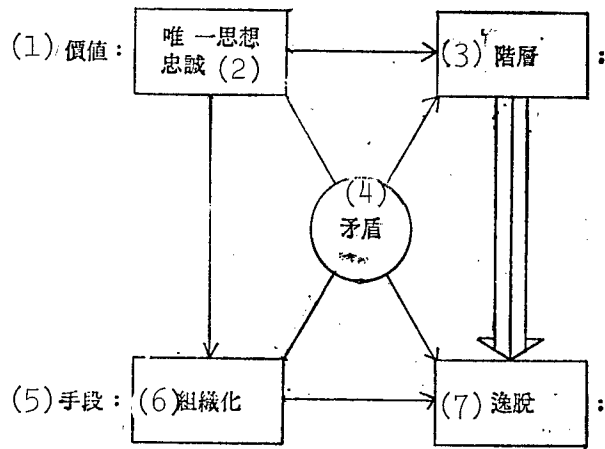 (1) 價値 :
唯一思想
忠誠 (2)
(3) 階層 :
(4)
矛盾
(5) 手段 :
(6) 組織化
(7) 逸脫 :